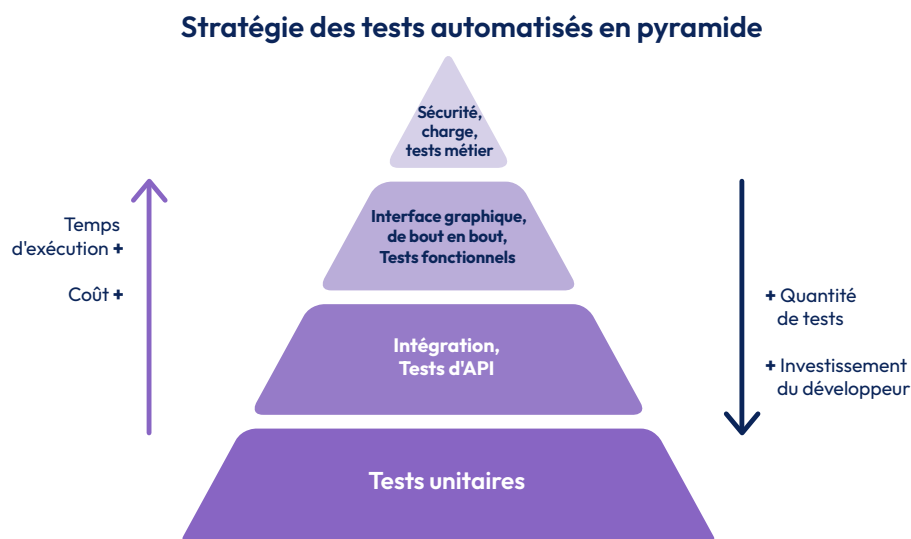 Stratégie des tests automatisés en pyramide
Sécurité,
charge,
tests métier
Interface graphique,
de bout en bout,
Tests fonctionnels
Intégration,
Tests d'API
Tests unitaires
Temps
d'exécution +
Coût +
+ Quantité
de tests
+ Investissement
du développeur